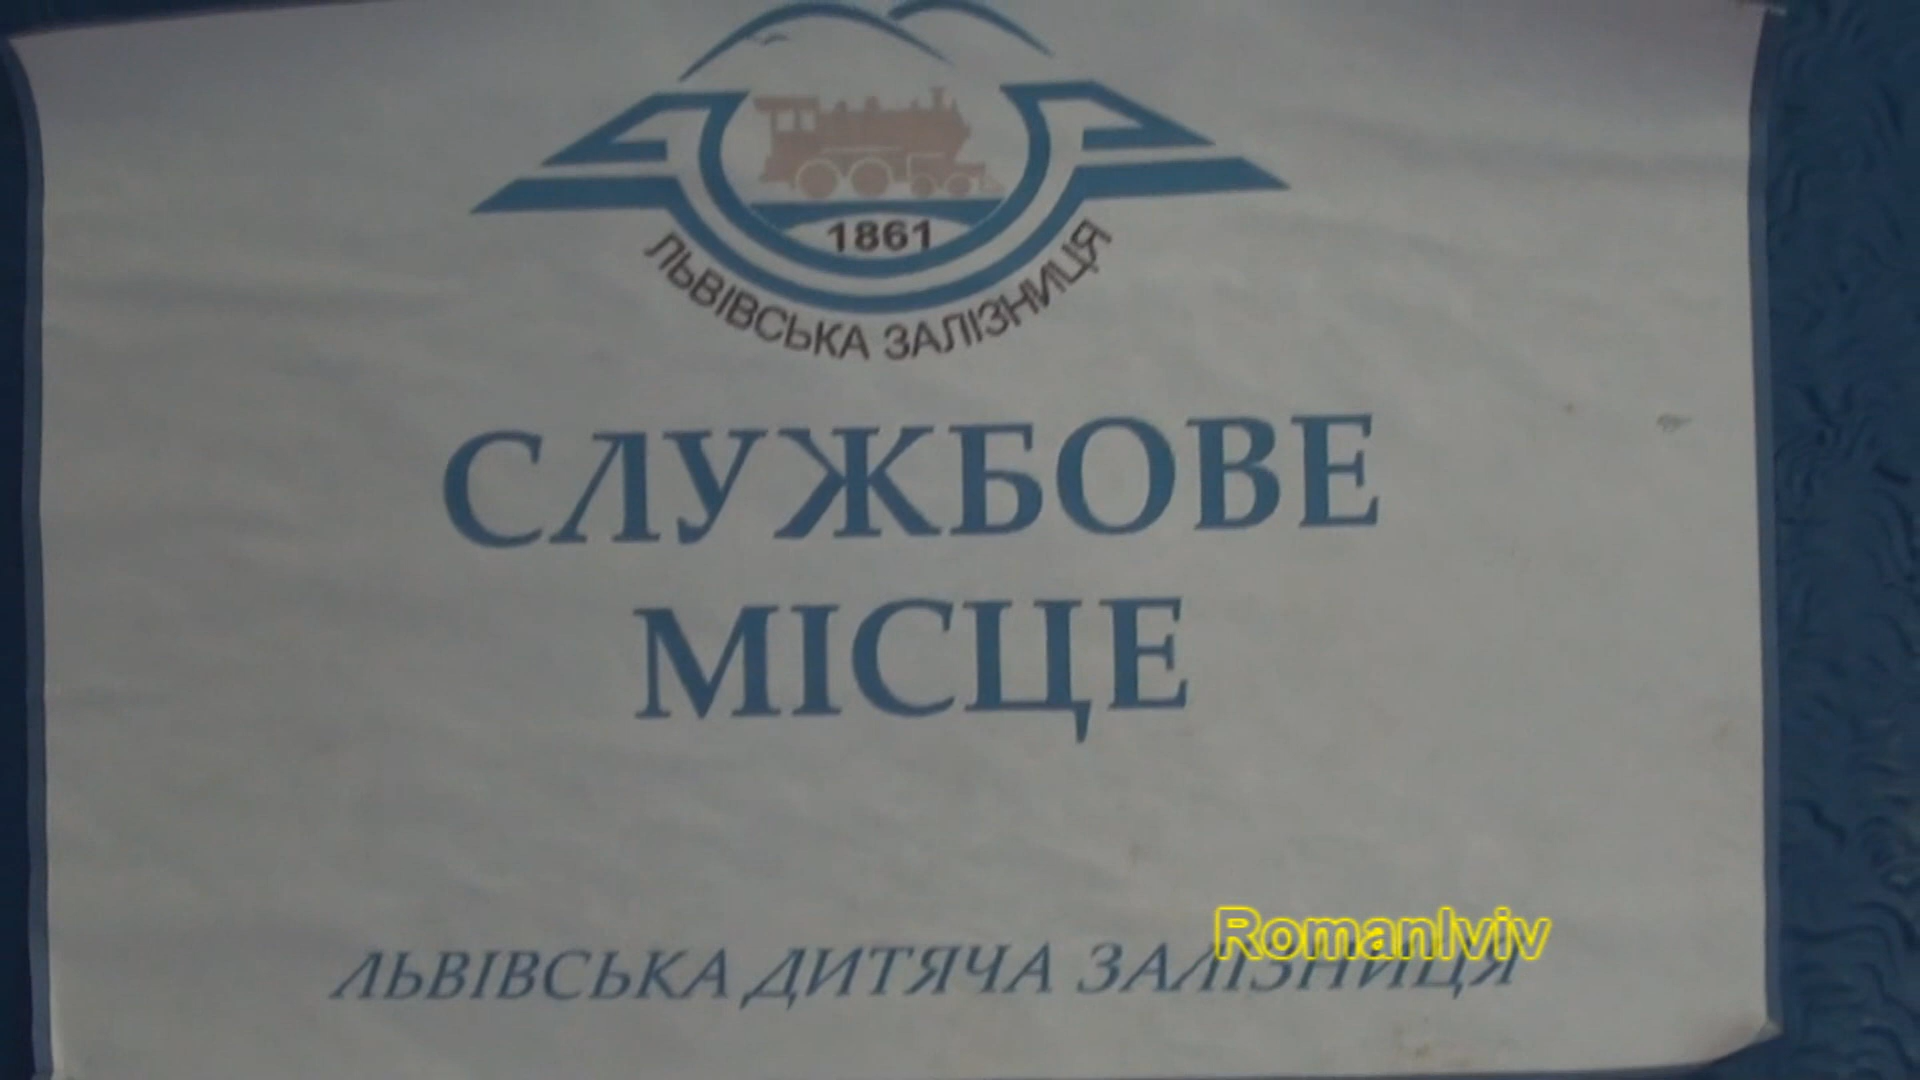 1861
ЛЬВІВСЬКА ЗАЛІЗНИЦЯ
СЛУЖБОВЕ
МІСЦЕ
Romanlviv
ЛЬВІВСЬКА ДИТЯЧА ЗАЛІЗНИЦЯ